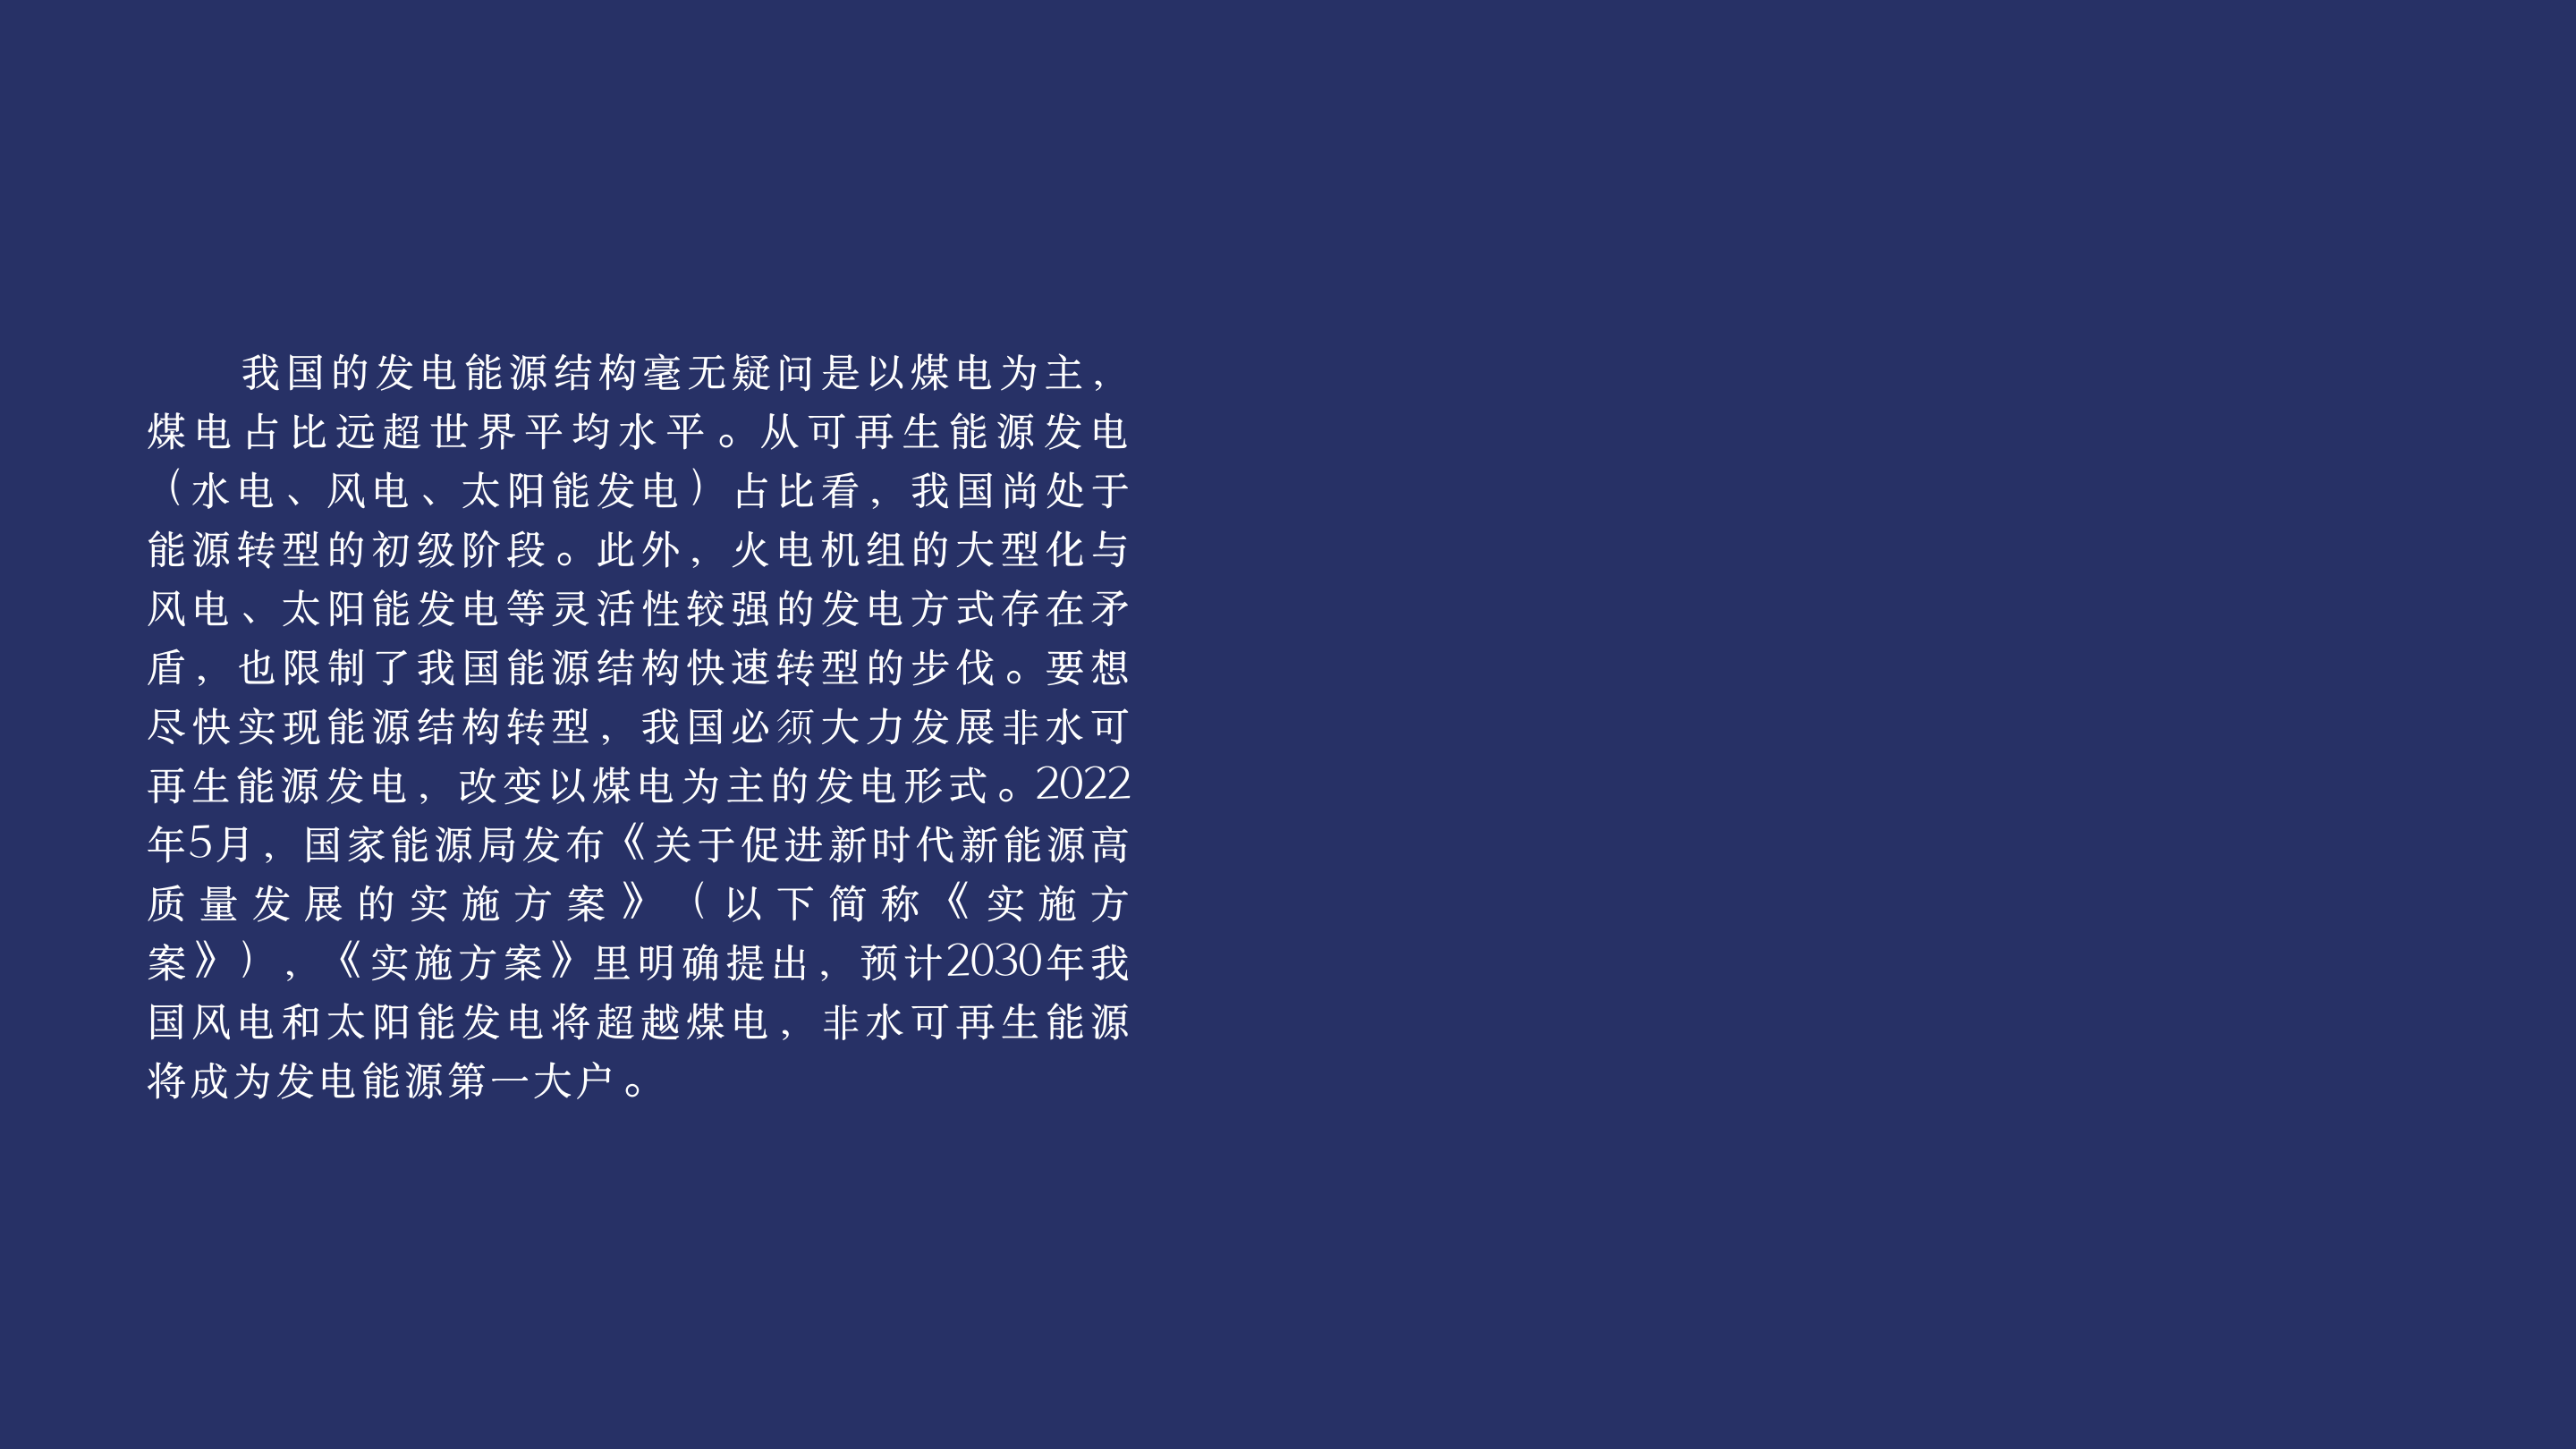 我国的发电能源结构毫无疑问是以煤电为主，
煤电占比远超世界平均水平。从可再生能源发电
（水电、风电、太阳能发电）占比看，我国尚处于
能源转型的初级阶段。此外，火电机组的大型化与
风电、太阳能发电等灵活性较强的发电方式存在矛
盾，也限制了我国能源结构快速转型的步伐。要想
尽快实现能源结构转型，我国必须大力发展非水可
再生能源发电，改变以煤电为主的发电形式。2022
年5月，国家能源局发布《关于促进新时代新能源高
质量发展的实施方案》（以下简称《实施方
案》），《实施方案》里明确提出，预计2030年我
国风电和太阳能发电将超越煤电，非水可再生能源
将成为发电能源第一大户。